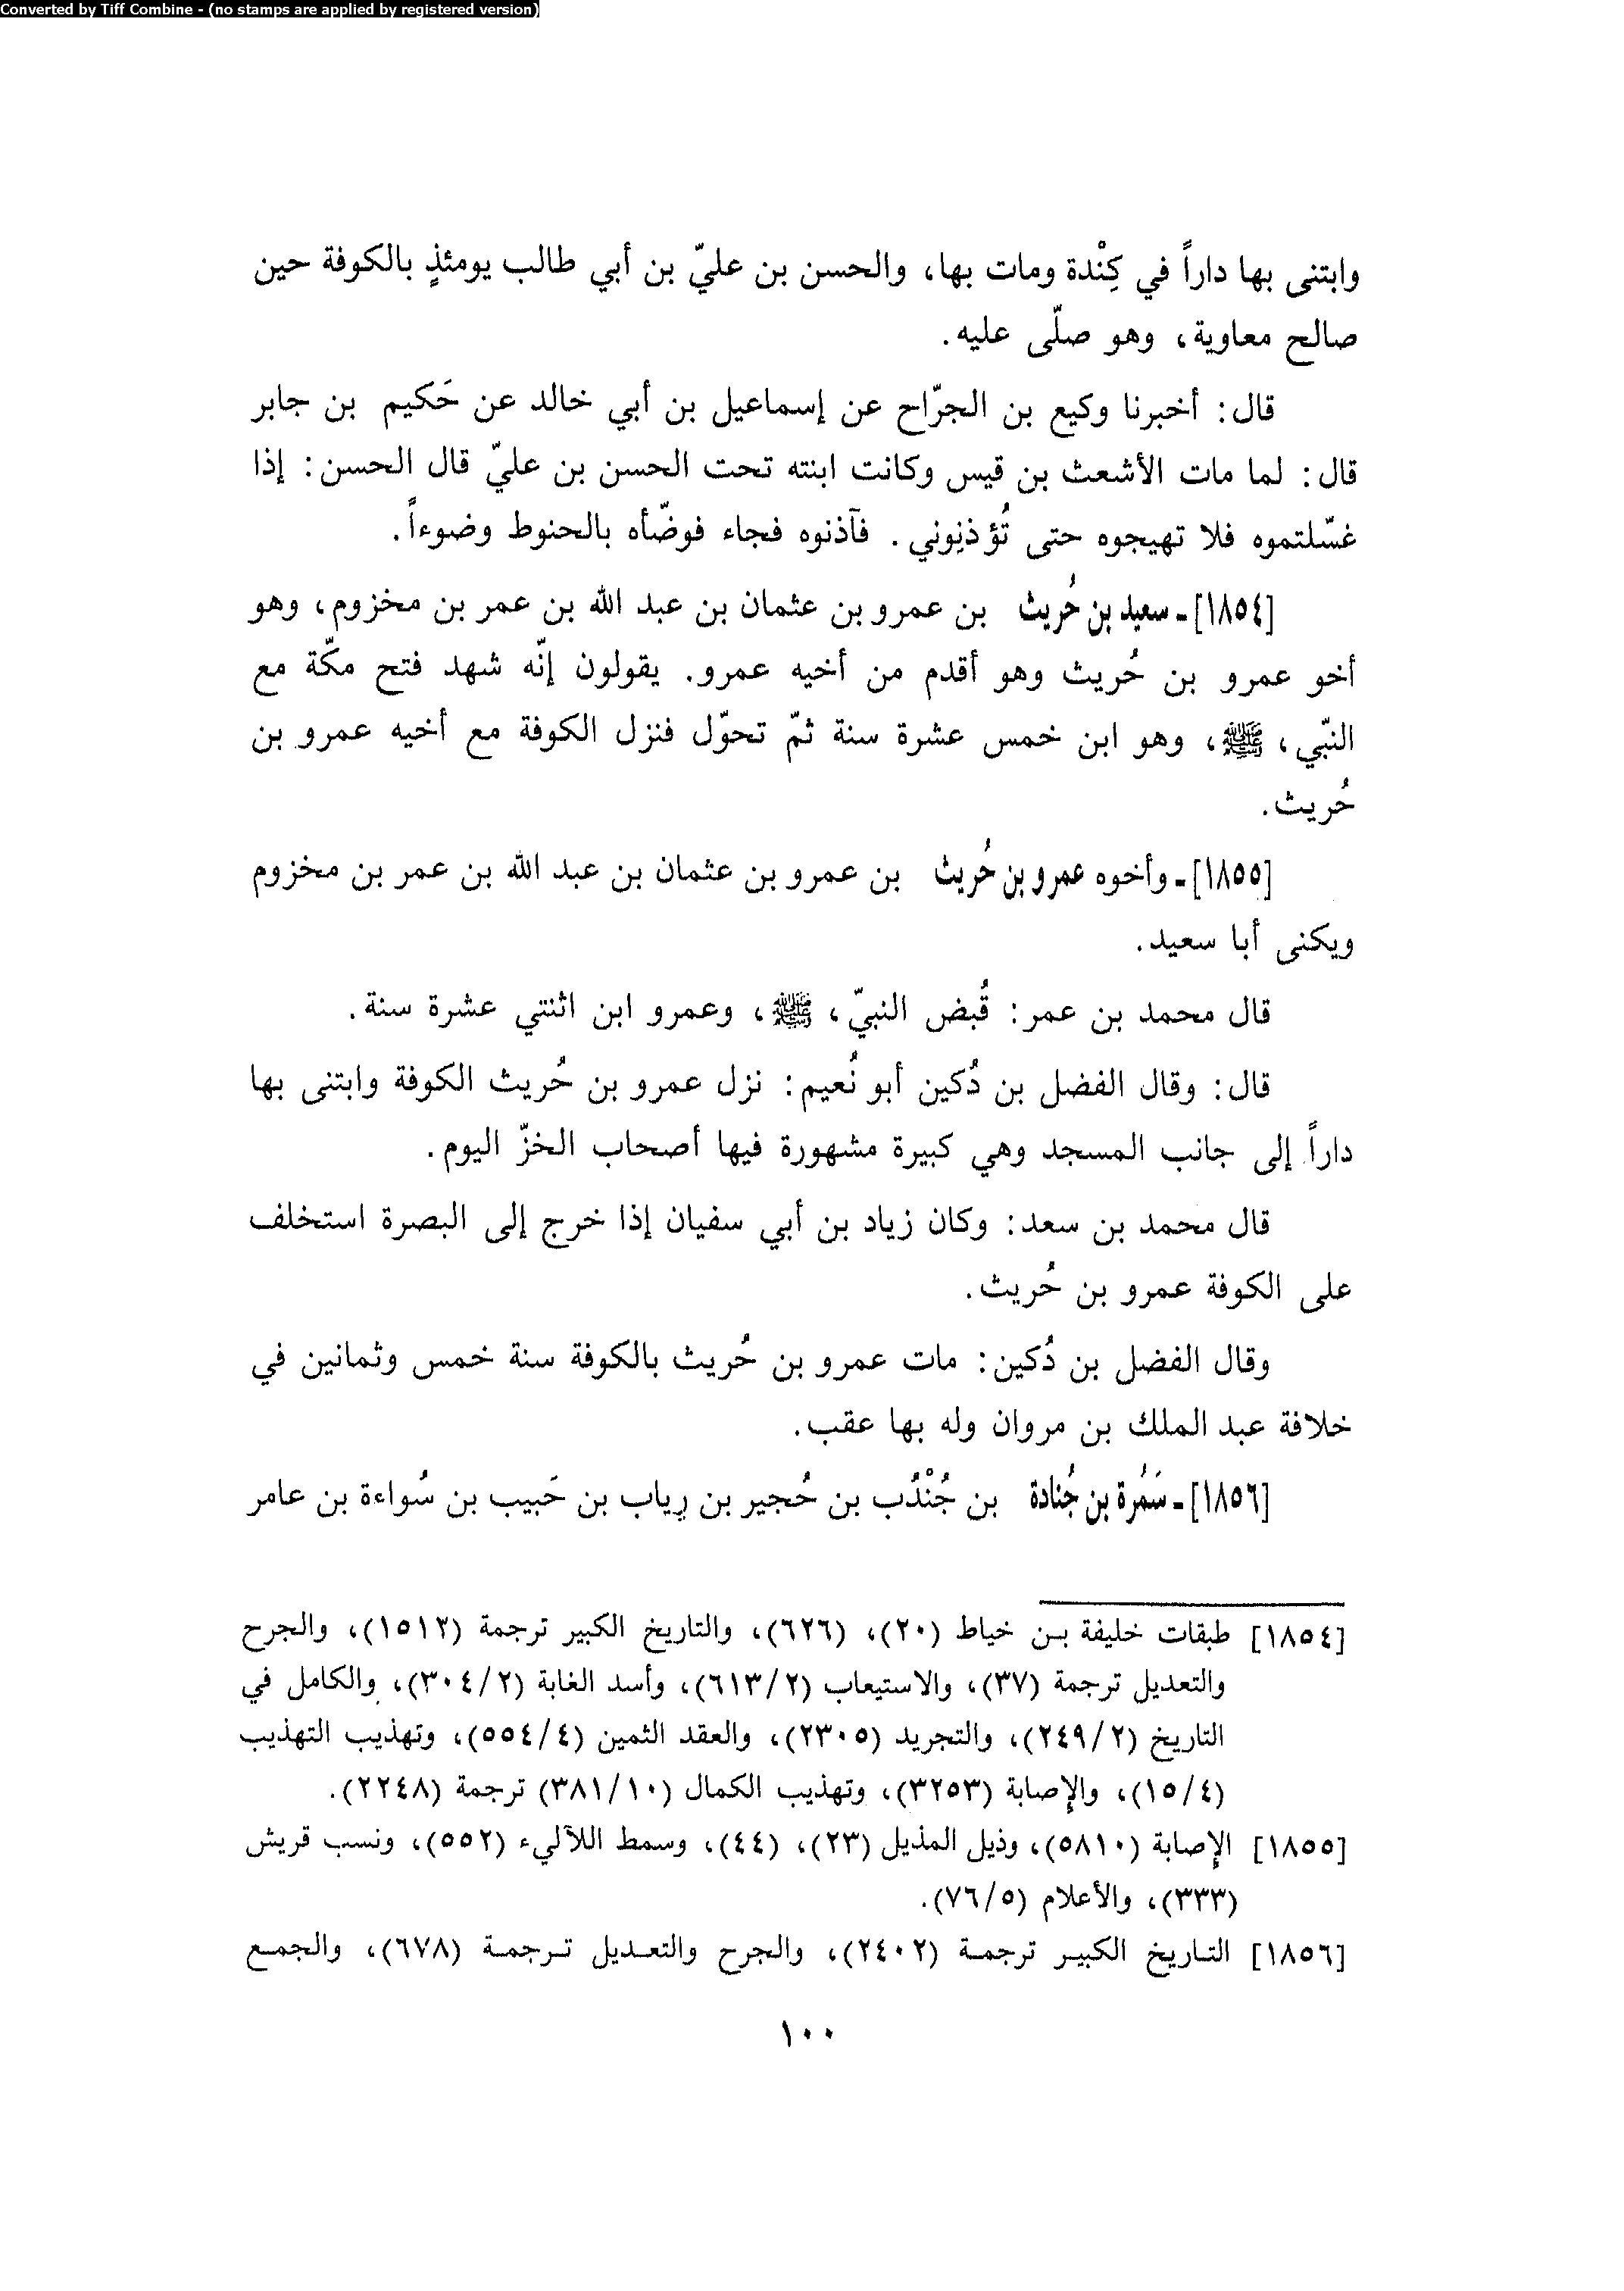 Converted by Tiff Combine - (no stamps are applied by registered version)
وابتنى بها داراً في كِنْدة ومات بها، والحسن بن عليّ بن أبي طالب يومئذٍ بالكوفة حين
صالح معاوية، وهو صلّى عليه.
قال: أخبرنا وكيع بن الجرّاح عن إسماعيل بن أبي خالد عن حَكيم بن جابر
قال: لما مات الأشعث بن قيس وكانت ابنته تحت الحسن بن عليّ قال الحسن: إذا
غسّلتموه فلا تهيجوه حتى تُؤذنِوني. فآذنوه فجاء فوضّأه بالحنوط وضوءاً.
[١٨٥٤] ـ سعيد بن حُريث بن عمرو بن عثمان بن عبد الله بن عمر بن مخزوم، وهو
أخو عمرو بن حُريث وهو أقدم من أخيه عمرو. يقولون إنّه شهد فتح مكّة مع
النّبي، ﷺ، وهو ابن خمس عشرة سنة ثمّ تحوّل فنزل الكوفة مع أخيه عمرو بن
حُريث.
[١٨٥٥] ـ وأخوه عمرو بن حُريث بن عمرو بن عثمان بن عبد الله بن عمر بن مخزوم
ويكنى أبا سعيد.
قال محمد بن عمر: قُبض النبيّ، ﷺ، وعمرو ابن اثنتي عشرة سنة.
قال: وقال الفضل بن دُكين أبو نُعيم: نزل عمرو بن حُريث الكوفة وابتنى بها
داراً إلى جانب المسجد وهي كبيرة مشهورة فيها أصحاب الخزّ اليوم.
قال محمد بن سعد: وكان زياد بن أبي سفيان إذا خرج إلى البصرة استخلف
على الكوفة عمرو بن حُريث.
وقال الفضل بن دُكين: مات عمرو بن حُريث بالكوفة سنة خمس وثمانين في
خلافة عبد الملك بن مروان وله بها عقب.
[١٨٥٦] ـ سَمُرة بن جُنادة بن جُنْدُب بن حُجير بن رِياب بن حَبيب بن سُواءة بن عامر
[١٨٥٤] طبقات خليفة بن خياط (٢٠)، (٦٢٦)، والتاريخ الكبير ترجمة (١٥١٢)، والجرح
والتعديل ترجمة (٣٧)، والاستيعاب (٦١٣/٢)، وأسد الغابة (٣٠٤/٢)، والكامل في
التاريخ (٢٤٩/٢)، والتجريد (٢٣٠٥)، والعقد الثمين (٥٥٤/٤)، وتهذيب التهذيب
(١٥/٤)، والإصابة (٣٢٥٣)، وتهذيب الكمال (٣٨١/١٠) ترجمة (٢٢٤٨).
[١٨٥٥] الإصابة (٥٨١٠)، وذيل المذيل (٢٣)، (٤٤)، وسمط اللآليء (٥٥٢)، ونسب قريش
(٣٣٣)، والأعلام (٧٦/٥).
[١٨٥٦] التاريخ الكبير ترجمة (٢٤٠٢)، والجرح والتعديل ترجمة (٦٧٨)، والجمع
١٠٠